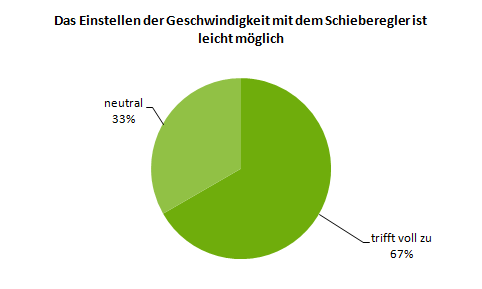 Das Einstellen der Geschwindigkeit mit dem Schieberegler ist
leicht möglich
neutral
33%
trifft voll zu
67%